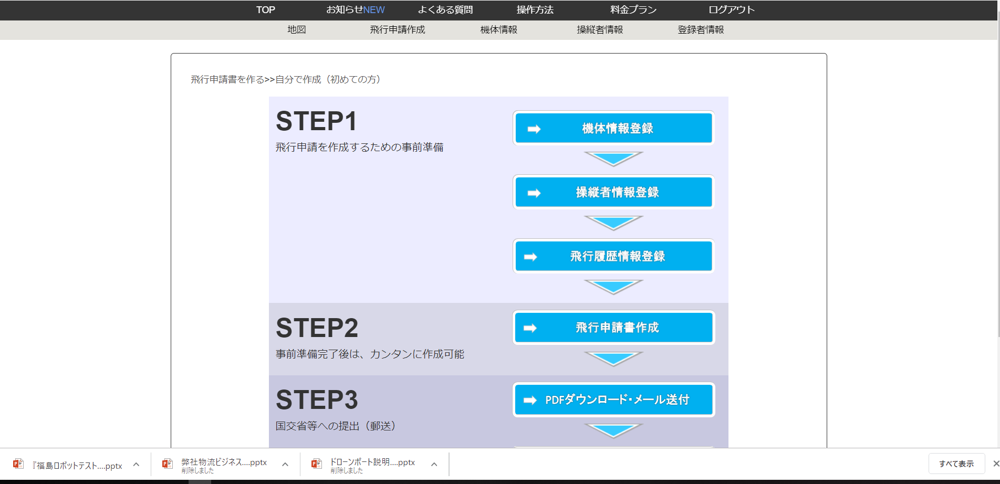 TOP お知らせNEW よくある質問 操作方法 料金プラン ログアウト
地図 飛行申請作成 機体情報 操縦者情報 登録者情報
飛行申請書を作る>>自分で作成（初めての方）
STEP1
飛行申請を作成するための事前準備
機体情報登録
操縦者情報登録
飛行履歴情報登録
STEP2
事前準備完了後は、カンタンに作成可能
飛行申請書作成
STEP3
国交省等への提出（郵送）
PDFダウンロード・メール送付
『福島ロボットテスト....pptx
弊社物流ビジネス....pptx
削除しました
ドローンポート説明....pptx
削除しました
すべて表示